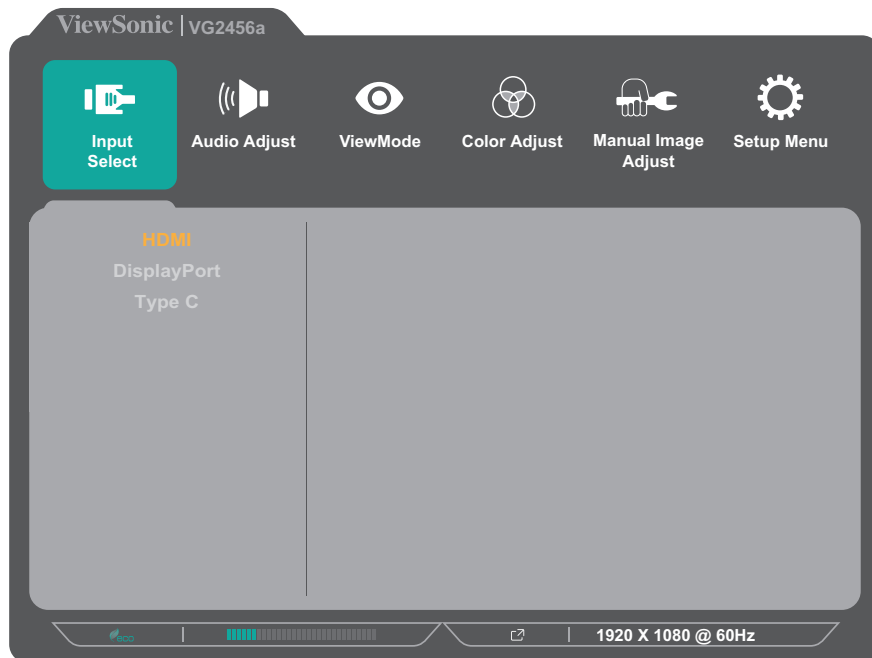 ViewSonic | VG2456a
Input
Select
Audio Adjust
ViewMode
Color Adjust
Manual Image
Adjust
Setup Menu
HDMI
DisplayPort
Type C
eco
1920 X 1080 @ 60Hz